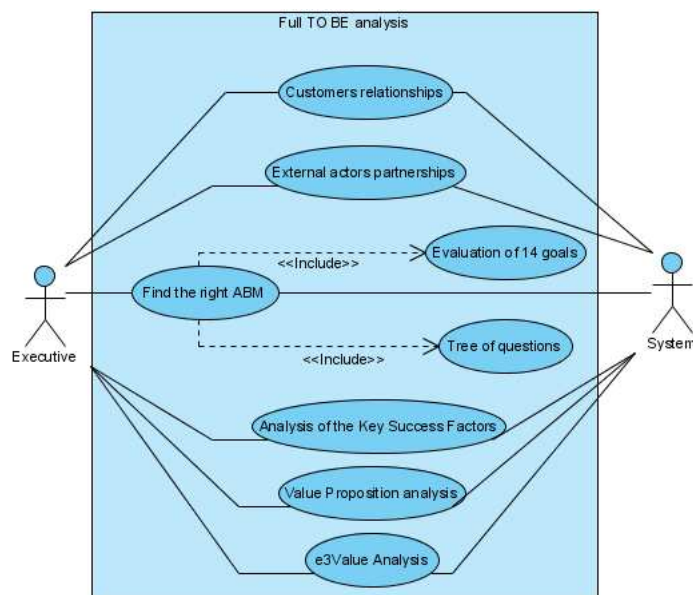 Full TO BE analysis
Customers relationships
External actors partnerships
Evaluation of 14 goals
<<Include>>
Find the right ABM
Executive
System
Tree of questions
<<Include>>
Analysis of the Key Success Factors
Value Proposition analysis
e3Value Analysis